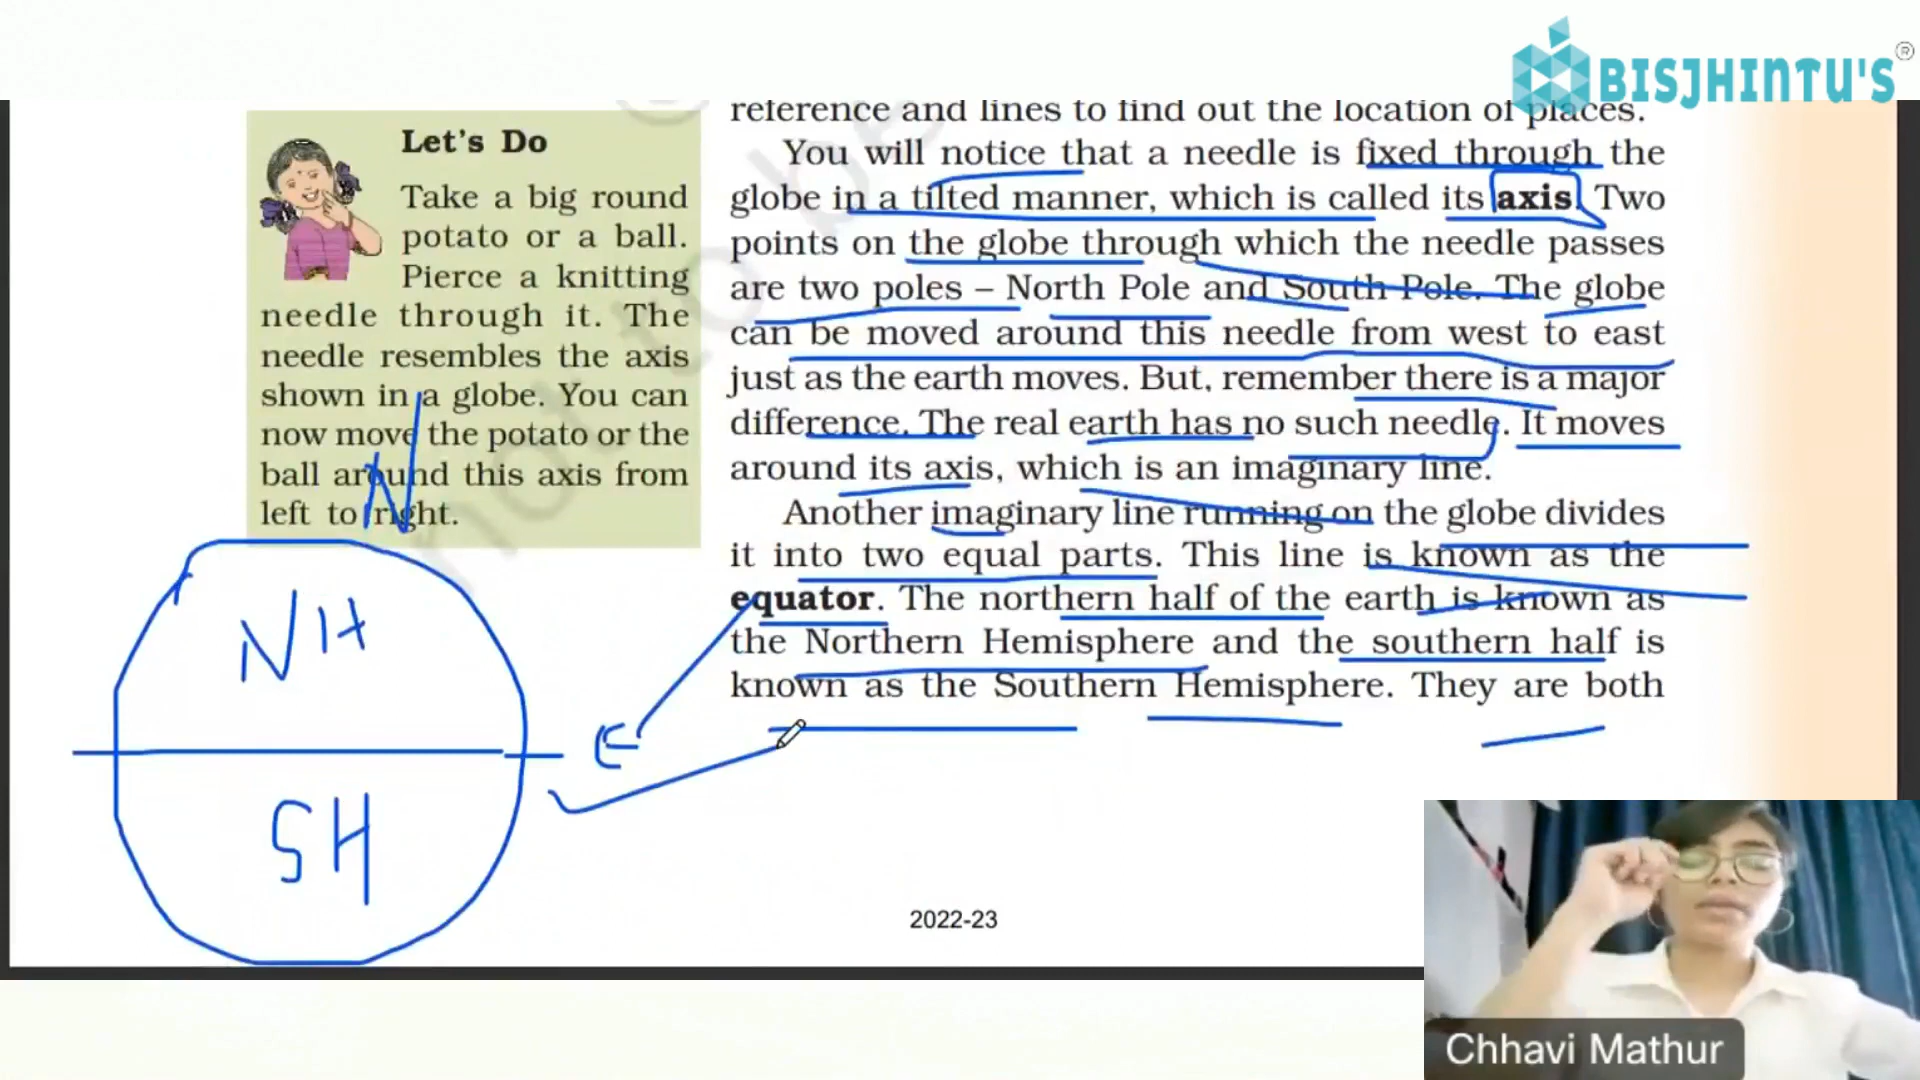 BISJHINTU'S®
Let's Do
Take a big round
potato or a ball.
Pierce a knitting
needle through it. The
needle resembles the axis
shown in a globe. You can
now move the potato or the
ball around this axis from
left to right.
reference and lines to find out the location of places.
You will notice that a needle is fixed through the
globe in a tilted manner, which is called its axis. Two
points on the globe through which the needle passes
are two poles – North Pole and South Pole. The globe
can be moved around this needle from west to east
just as the earth moves. But, remember there is a major
difference. The real earth has no such needle. It moves
around its axis, which is an imaginary line.
Another imaginary line running on the globe divides
it into two equal parts. This line is known as the
equator. The northern half of the earth is known as
the Northern Hemisphere and the southern half is
known as the Southern Hemisphere. They are both
N
NH
SH
E
not to be
2022-23
Chhavi Mathur